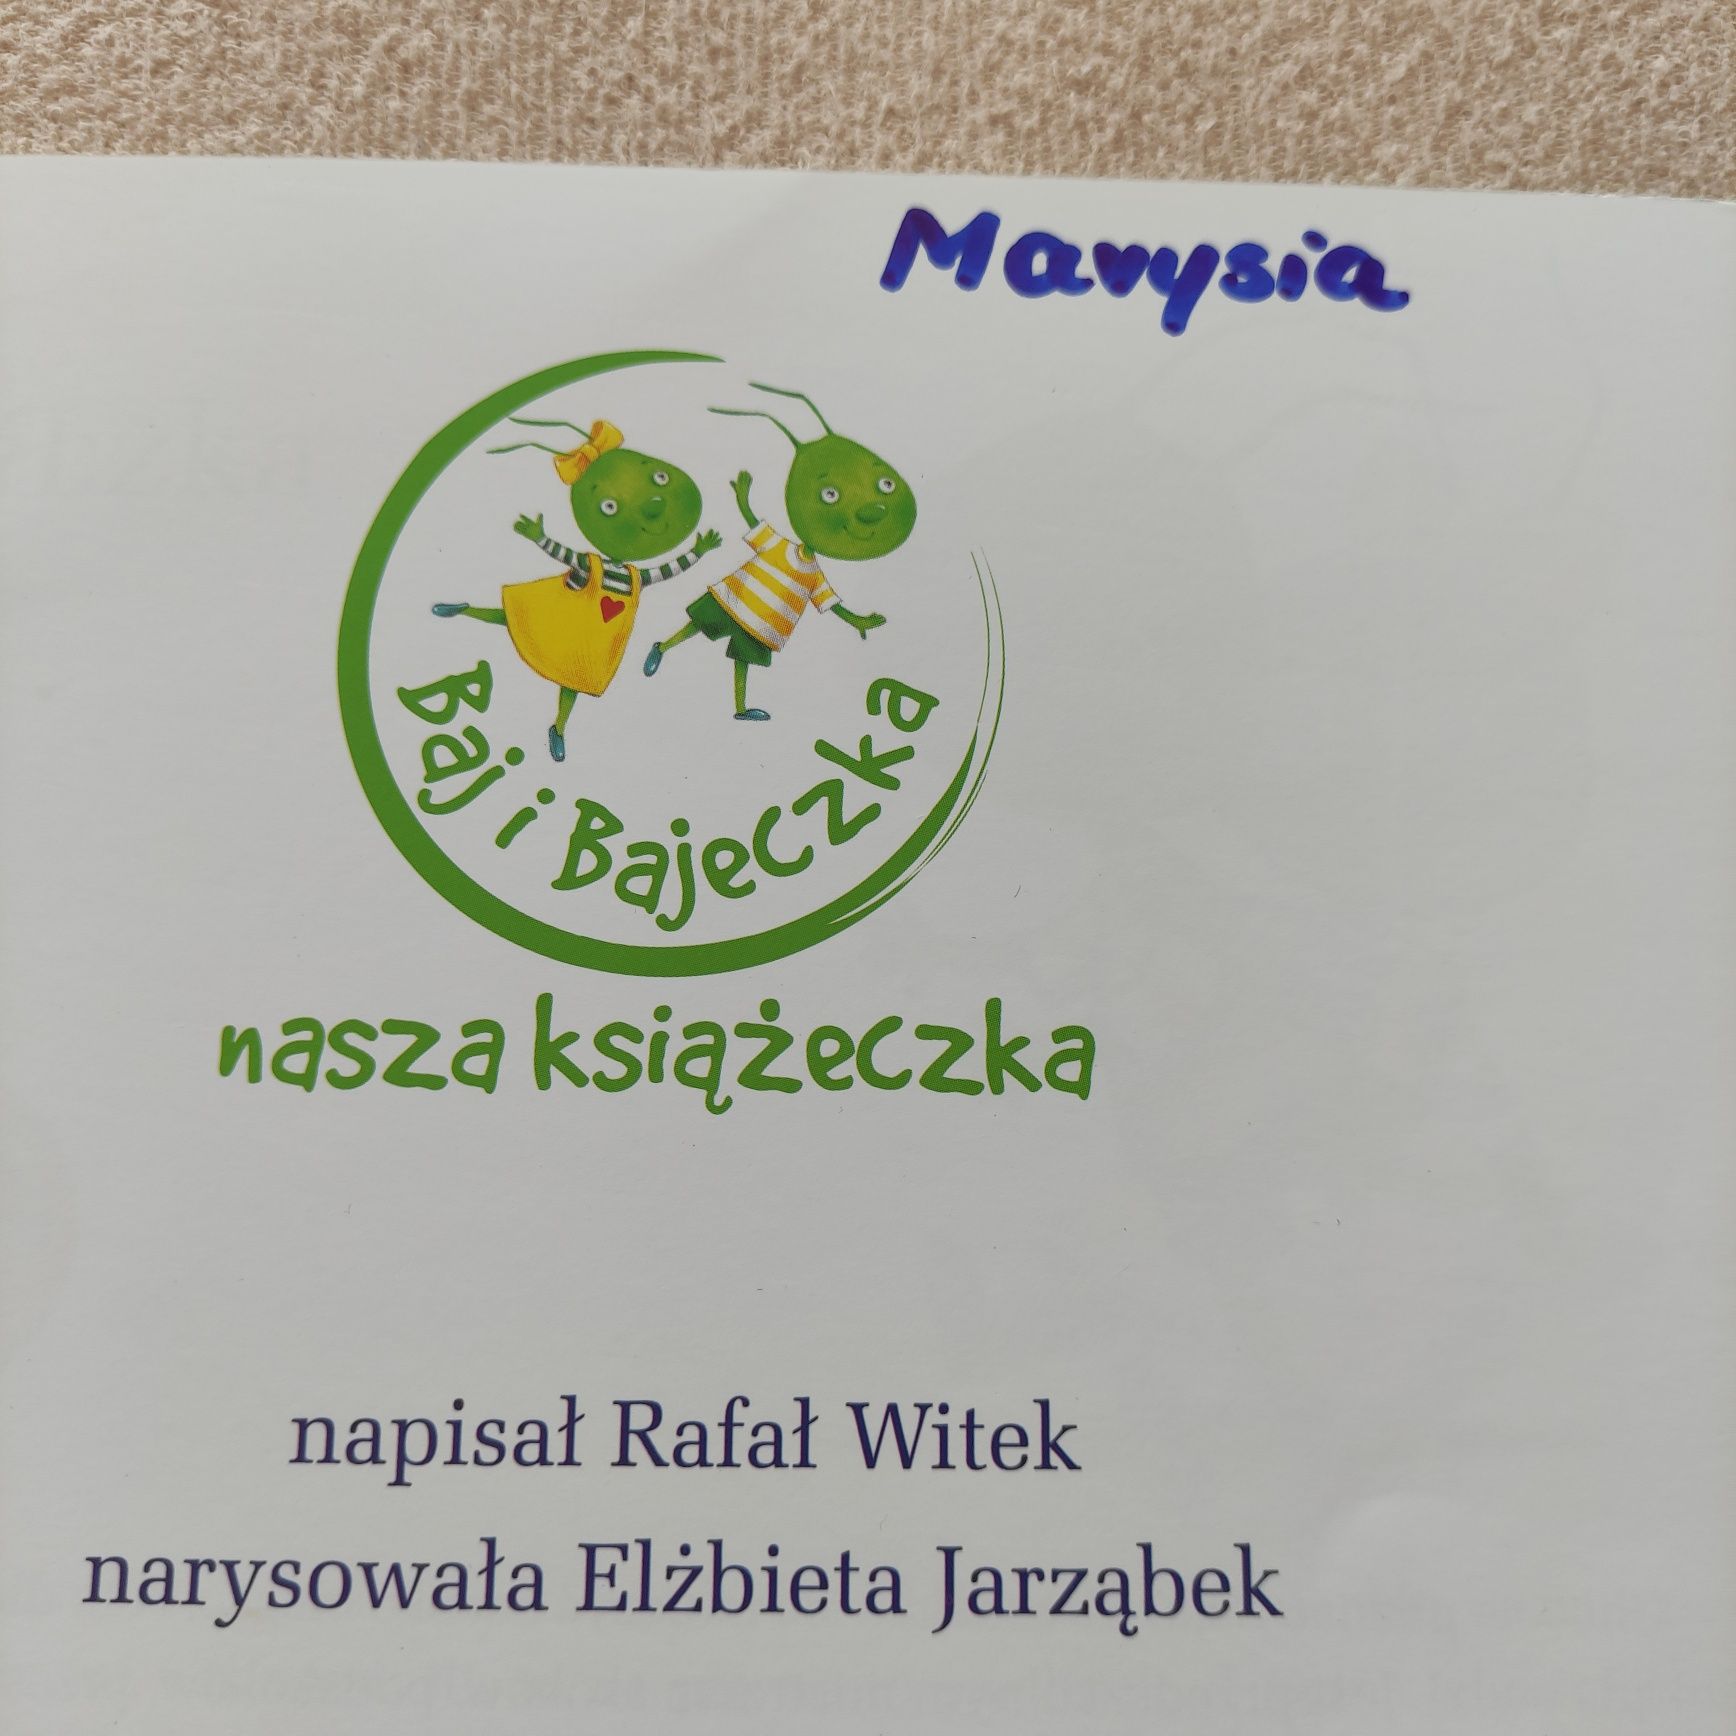 Marysia
Baj i Bajeczka
nasza książeczka
napisał Rafał Witek
narysowała Elżbieta Jarząbek